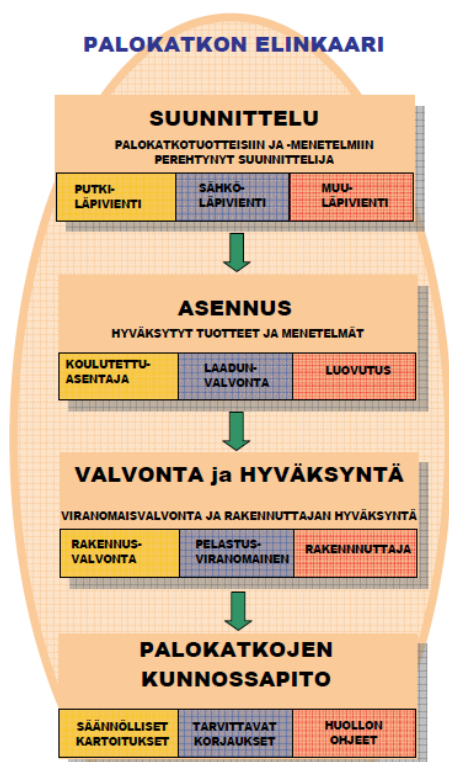 PALOKATKON ELINKAARI
SUUNNITTELU
PALOKATKOTUOTTEISIIN JA -MENETELMIIN
PEREHTYNYT SUUNNITTELIJA
PUTKI-
LÄPIVIENTI
SÄHKÖ-
LÄPIVIENTI
MUU-
LÄPIVIENTI
ASENNUS
HYVÄKSYTYT TUOTTEET JA MENETELMÄT
KOULUTETTU-
ASENTAJA
LAADUN-
VALVONTA
LUOVUTUS
VALVONTA ja HYVÄKSYNTÄ
VIRANOMAISVALVONTA JA RAKENNUTTAJAN HYVÄKSYNTÄ
RAKENNUS-
VALVONTA
PELASTUS-
VIRANOMAINEN
RAKENNNUTTAJA
PALOKATKOJEN
KUNNOSSAPITO
SÄÄNNÖLLISET
KARTOITUKSET
TARVITTAVAT
KORJAUKSET
HUOLLON
OHJEET